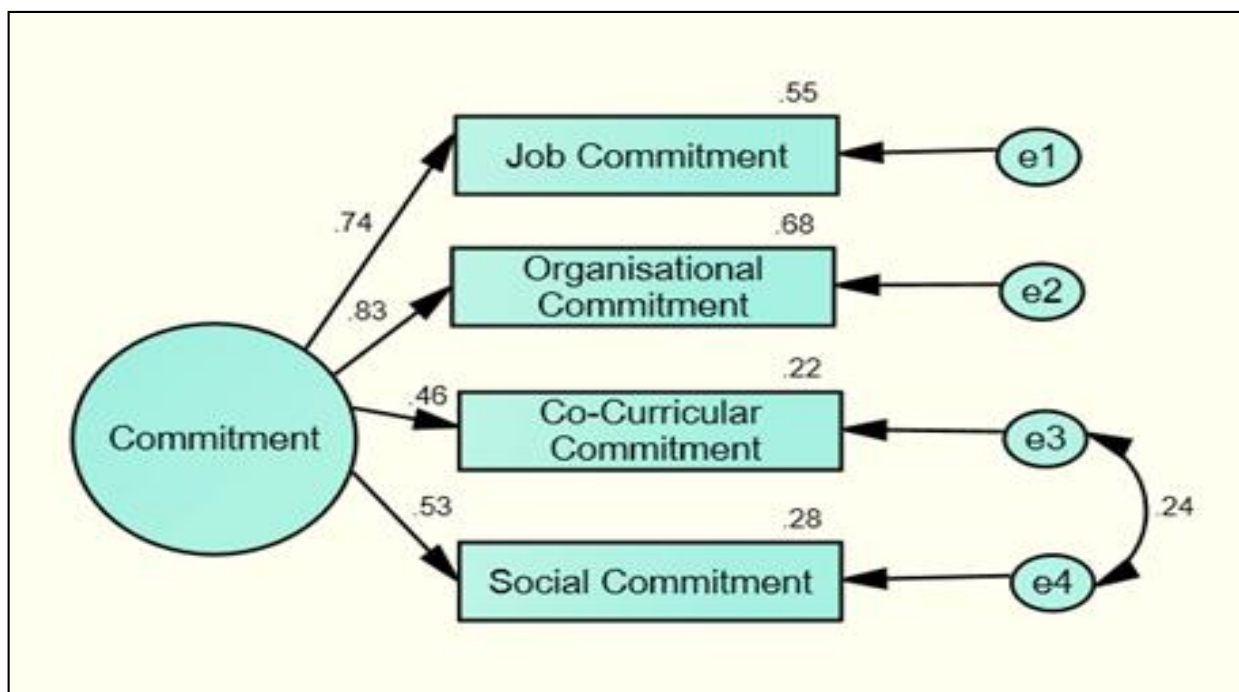 .55
Job Commitment
e1
.74
.68
Organisational
Commitment
e2
.83
.22
.46
Co-Curricular
Commitment
e3
Commitment
.24
.53
.28
Social Commitment
e4